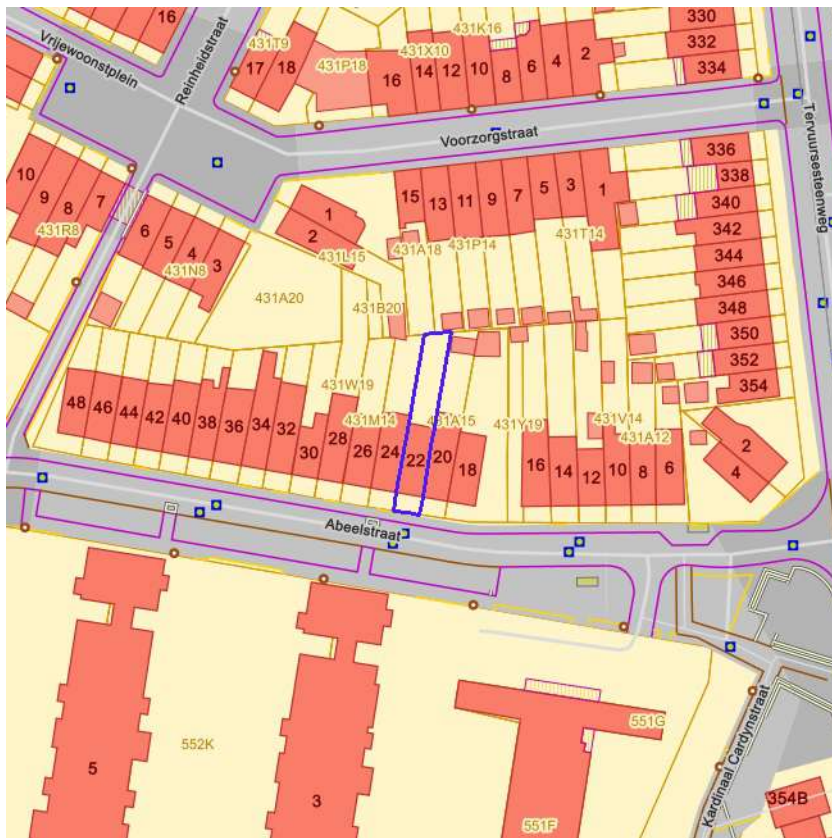 16
431K16
330
332
334
Vrijewoonstplein
Reinheidstraat
431T9
17
18
431P18
431X10
16
14
12
10
8
6
4
2
Voorzorgstraat
Tervuursesteenweg
10
9
8
7
431R8
6
5
4
3
431N8
1
2
431L15
15
13
11
9
7
5
3
1
431A18
431P14
431T14
336
338
340
342
344
346
348
350
352
354
431A20
431B20
431W19
431M14
431A15
431Y19
431V14
431A12
48
46
44
42
40
38
36
34
32
30
28
26
24
22
20
18
16
14
12
10
8
6
2
4
Abeelstraat
5
552K
3
551G
551F
Kardinaal Cardynstraat
354B